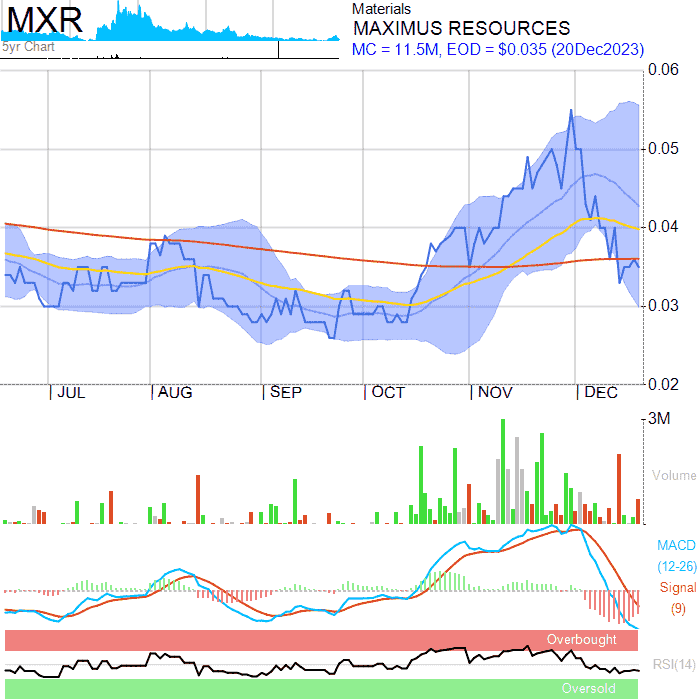 MXR
5yr Chart
Materials
MAXIMUS RESOURCES
MC = 11.5M, EOD = $0.035 (20Dec2023)
0.06
0.05
0.04
0.03
0.02
JUL AUG SEP OCT NOV DEC
3M
Volume
MACD
(12-26)
Signal
(9)
Overbought
RSI(14)
Oversold